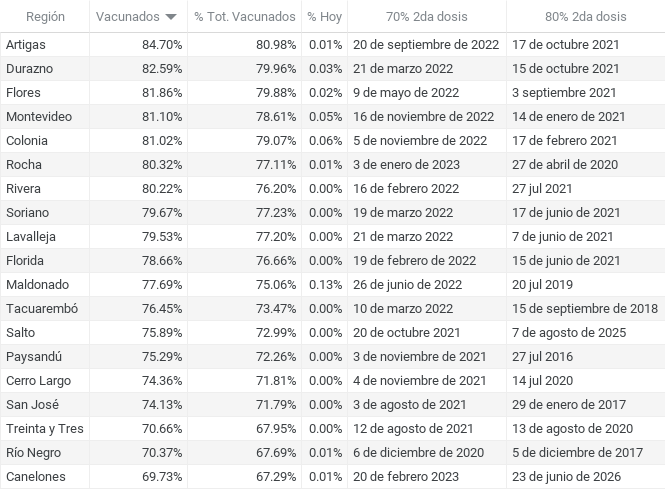 Región Vacunados % Tot. Vacunados % Hoy 70% 2da dosis 80% 2da dosis
Artigas 84.70% 80.98% 0.01% 20 de septiembre de 2022 17 de octubre 2021
Durazno 82.59% 79.96% 0.03% 21 de marzo 2022 15 de octubre 2021
Flores 81.86% 79.88% 0.02% 9 de mayo de 2022 3 septiembre 2021
Montevideo 81.10% 78.61% 0.05% 16 de noviembre de 2022 14 de enero de 2021
Colonia 81.02% 79.07% 0.06% 5 de noviembre de 2022 17 de febrero 2021
Rocha 80.32% 77.11% 0.01% 3 de enero de 2023 27 de abril de 2020
Rivera 80.22% 76.20% 0.00% 16 de febrero 2022 27 jul 2021
Soriano 79.67% 77.23% 0.00% 19 de marzo 2022 17 de junio de 2021
Lavalleja 79.53% 77.20% 0.00% 21 de marzo 2022 7 de junio de 2021
Florida 78.66% 76.66% 0.00% 19 de febrero de 2022 15 de junio de 2021
Maldonado 77.69% 75.06% 0.13% 26 de junio de 2022 20 jul 2019
Tacuarembó 76.45% 73.47% 0.00% 10 de marzo 2022 15 de septiembre de 2018
Salto 75.89% 72.99% 0.00% 20 de octubre 2021 7 de agosto de 2025
Paysandú 75.29% 72.26% 0.00% 3 de noviembre de 2021 27 jul 2016
Cerro Largo 74.36% 71.81% 0.00% 4 de noviembre de 2021 14 jul 2020
San José 74.13% 71.79% 0.00% 3 de agosto de 2021 29 de enero de 2017
Treinta y Tres 70.66% 67.95% 0.00% 12 de agosto de 2021 13 de agosto de 2020
Río Negro 70.37% 67.69% 0.01% 6 de diciembre de 2020 5 de diciembre de 2017
Canelones 69.73% 67.29% 0.01% 20 de febrero 2023 23 de junio de 2026